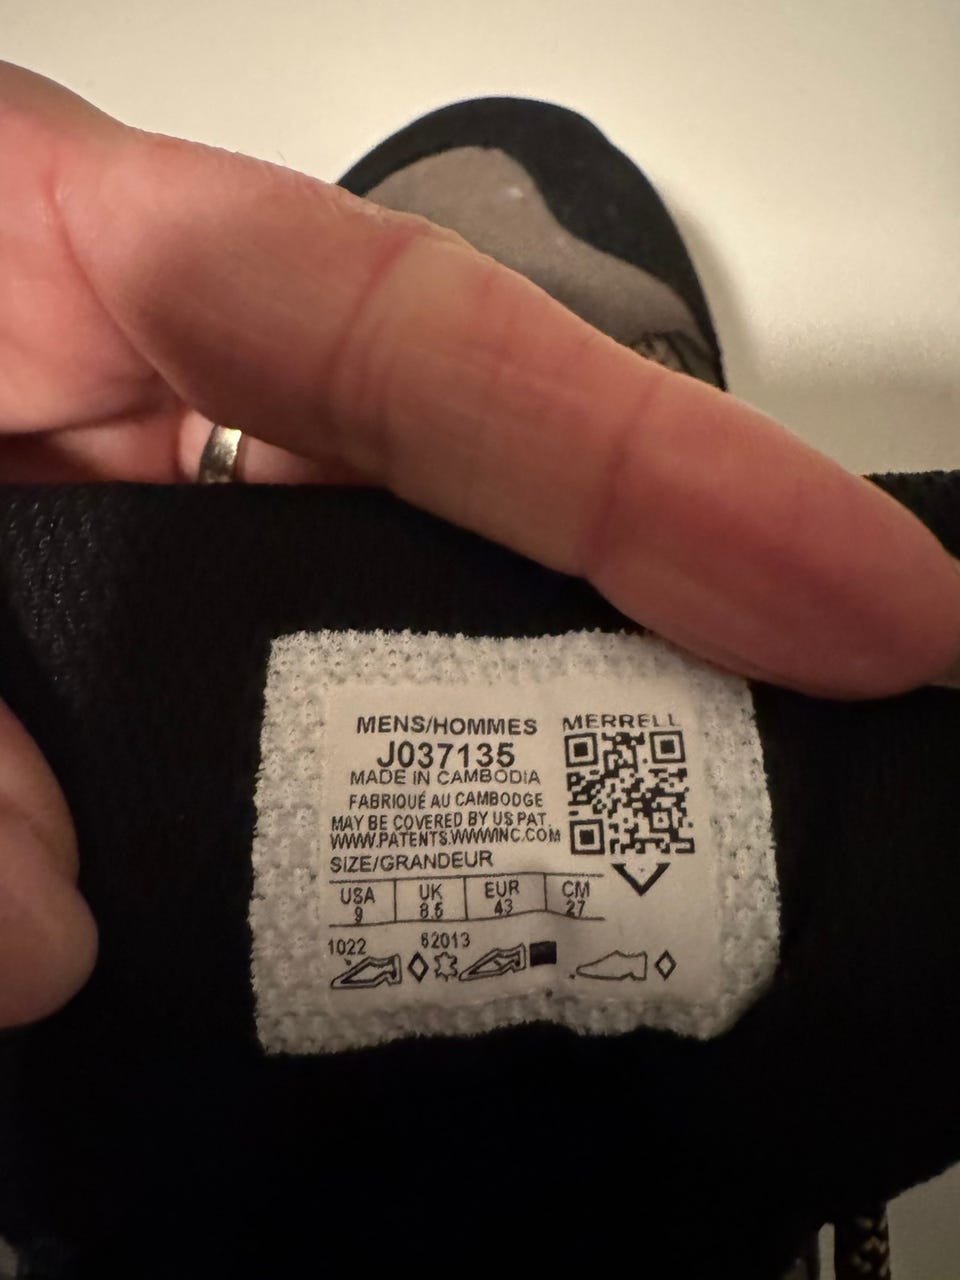 MENS/HOMMES
MERRELL
J037135
MADE IN CAMBODIA
FABRIQUÉ AU CAMBODGE
MAY BE COVERED BY US PAT.
WWW.PATENTS.WWWINC.COM
SIZE/GRANDEUR
USA UK EUR CM
9 8.5 43 27
1022 62013